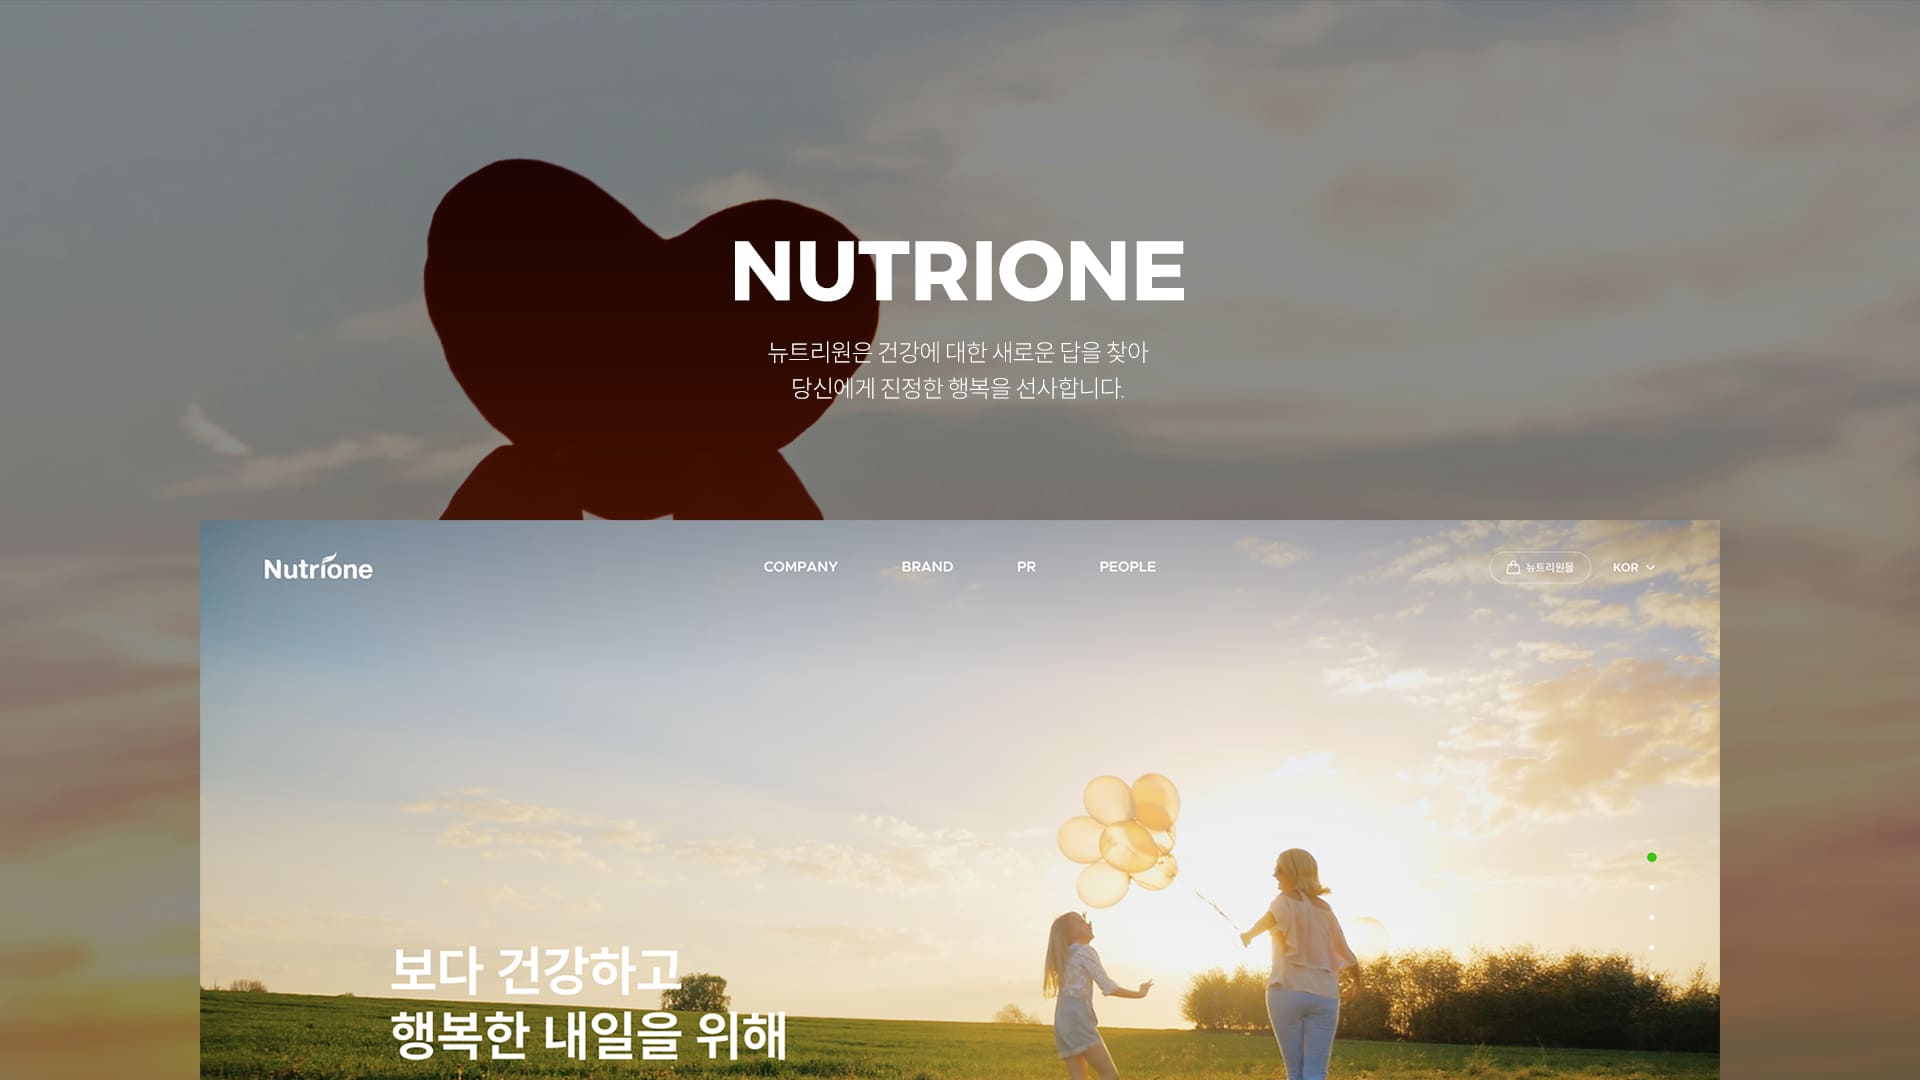 NUTRIONE
뉴트리원은 건강에 대한 새로운 답을 찾아
당신에게 진정한 행복을 선사합니다.
Nutrione
COMPANY
BRAND
PR
PEOPLE
뉴트리원몰
KOR
보다 건강하고
행복한 내일을 위해